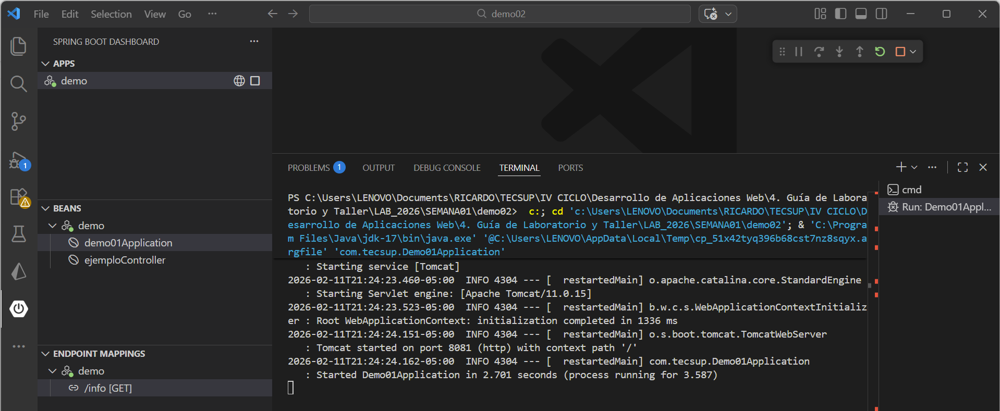 File Edit Selection View Go ··· demo02
SPRING BOOT DASHBOARD ···
APPS
demo
BEANS
demo
demo01Application
ejemploController
ENDPOINT MAPPINGS
demo
/info [GET]
1
PROBLEMS 1 OUTPUT DEBUG CONSOLE TERMINAL PORTS
PS C:\Users\LENOVO\Documents\RICARDO\TECSUP\IV CICLO\Desarrollo de Aplicaciones Web\4. Guía de Labora
torio y Taller\LAB_2026\SEMANA01\demo02>  c:; cd 'c:\Users\LENOVO\Documents\RICARDO\TECSUP\IV CICLO\D
esarrollo de Aplicaciones Web\4. Guía de Laboratorio y Taller\LAB_2026\SEMANA01\demo02'; & 'C:\Progra
m Files\Java\jdk-17\bin\java.exe' '@C:\Users\LENOVO\AppData\Local\Temp\cp_51x42tyq396b68cst7nz8sqyx.a
rgfile' 'com.tecsup.Demo01Application'
: Starting service [Tomcat]
2026-02-11T21:24:23.460-05:00  INFO 4304 --- [  restartedMain] o.apache.catalina.core.StandardEngine
: Starting Servlet engine: [Apache Tomcat/11.0.15]
2026-02-11T21:24:23.523-05:00  INFO 4304 --- [  restartedMain] b.w.c.s.WebApplicationContextInitializ
er : Root WebApplicationContext: initialization completed in 1336 ms
2026-02-11T21:24:24.151-05:00  INFO 4304 --- [  restartedMain] o.s.boot.tomcat.TomcatWebServer
: Tomcat started on port 8081 (http) with context path '/'
2026-02-11T21:24:24.162-05:00  INFO 4304 --- [  restartedMain] com.tecsup.Demo01Application
: Started Demo01Application in 2.701 seconds (process running for 3.587)
cmd
Run: Demo01Appl...